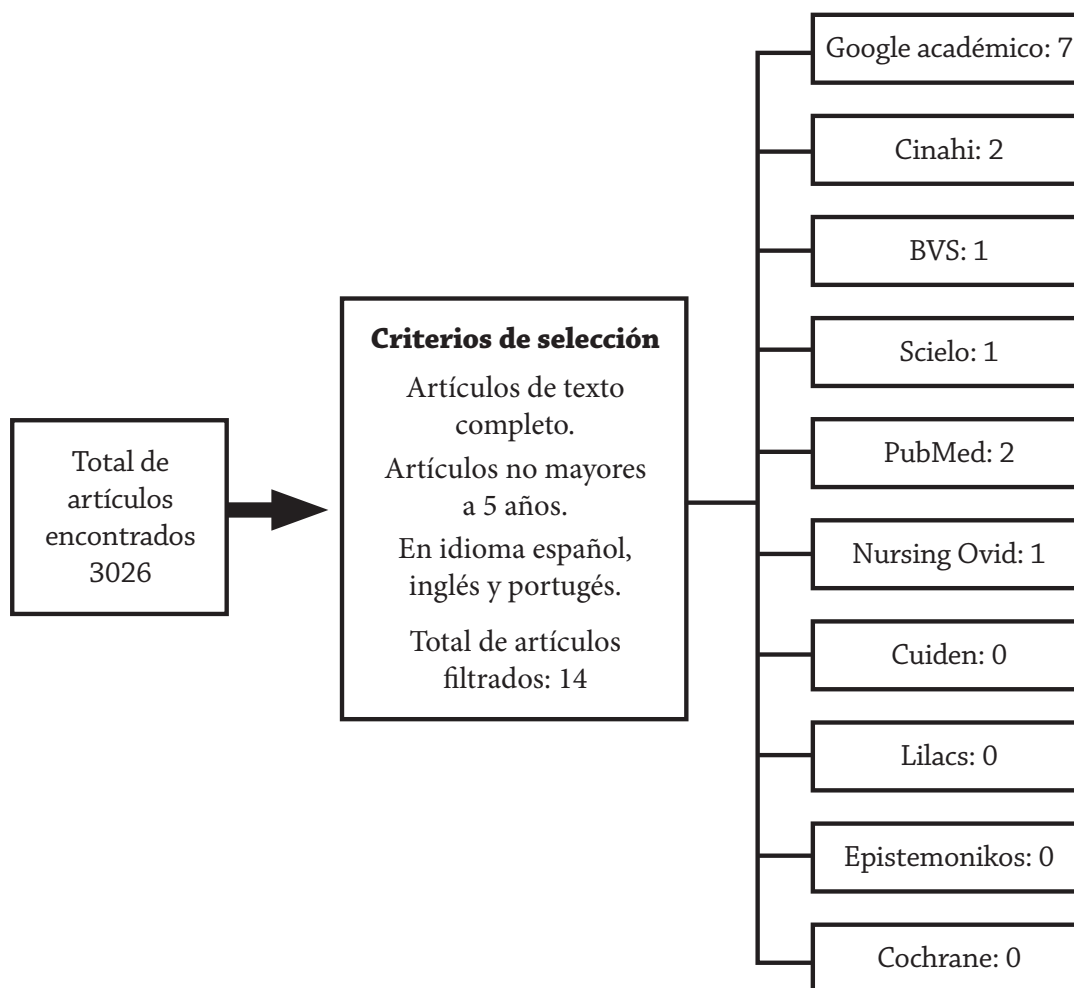 Total de
artículos
encontrados
3026
Criterios de selección
Artículos de texto
completo.
Artículos no mayores
a 5 años.
En idioma español,
inglés y portugés.
Total de artículos
filtrados: 14
Google académico: 7
Cinahi: 2
BVS: 1
Scielo: 1
PubMed: 2
Nursing Ovid: 1
Cuiden: 0
Lilacs: 0
Epistemonikos: 0
Cochrane: 0